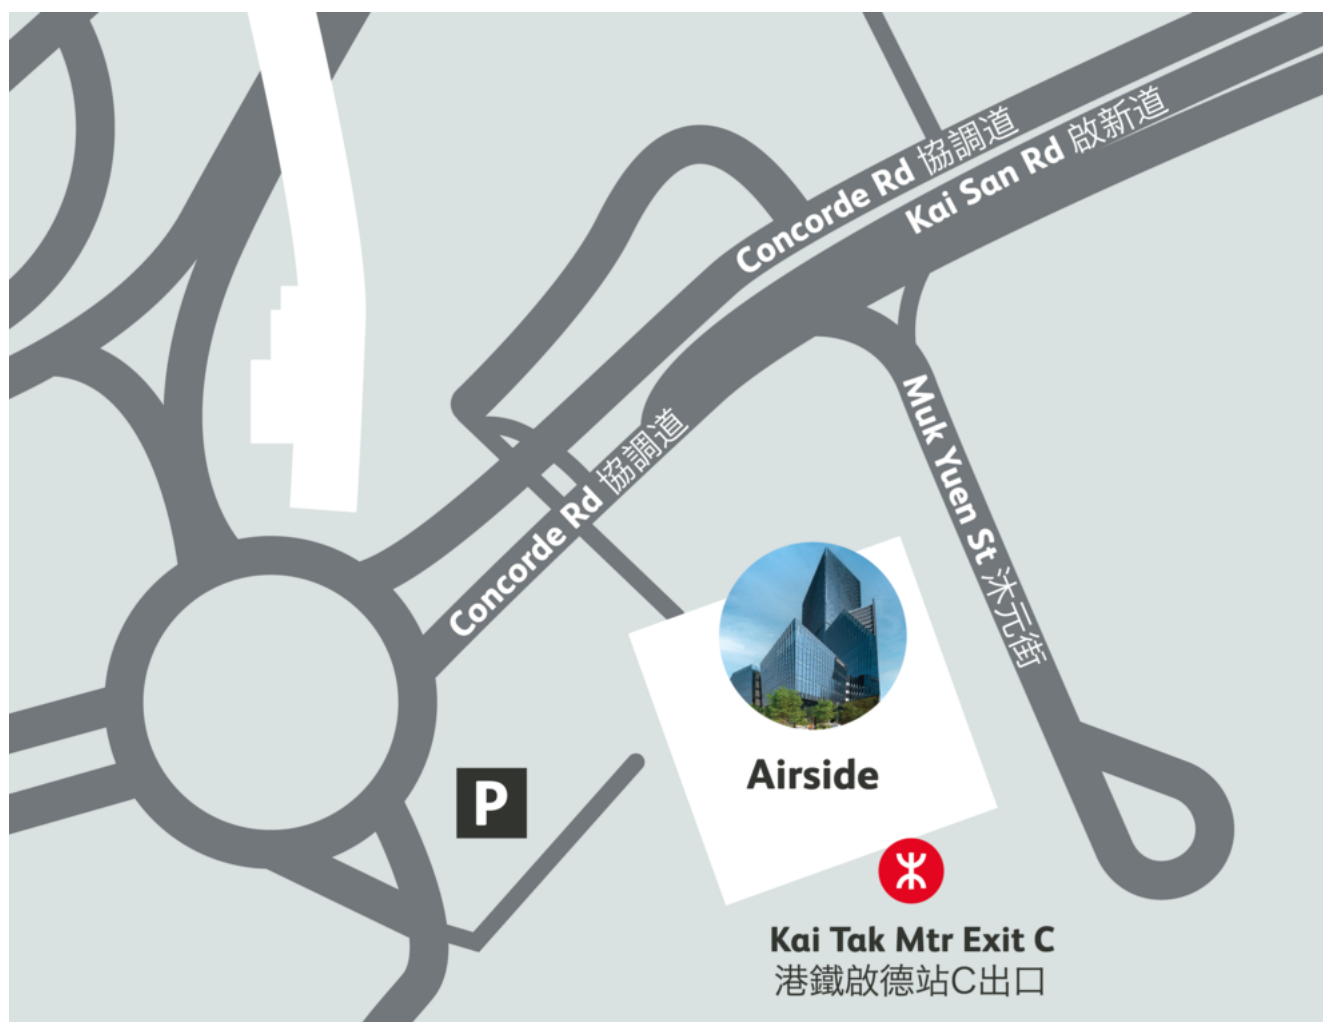 Concorde Rd 協調道
Kai San Rd 啟新道
Concorde Rd 協調道
Muk Yuen St 沐元街
Airside
P
Kai Tak Mtr Exit C
港鐵啟德站C出口